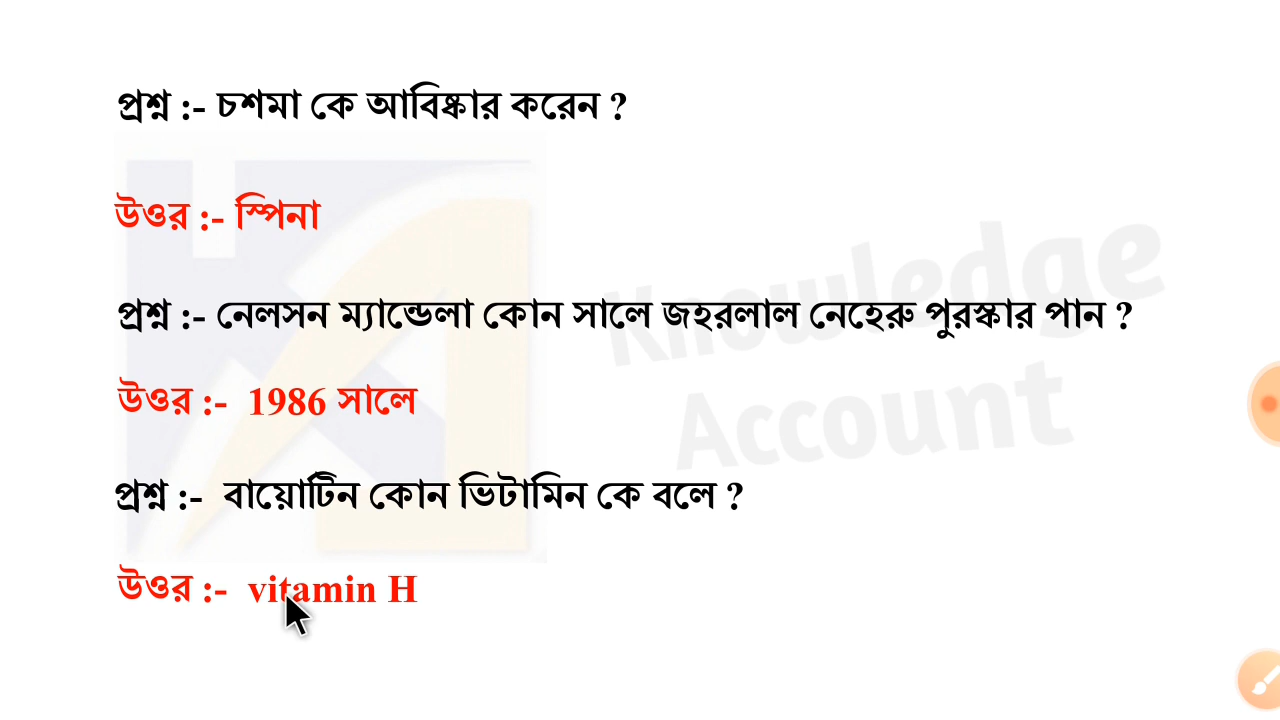 প্রশ্ন :- চশমা কে আবিষ্কার করেন ?
উওর :- স্পিনা
প্রশ্ন :- নেলসন ম্যান্ডেলা কোন সালে জহরলাল নেহেরু পুরস্কার পান ?
উওর :- 1986 সালে
প্রশ্ন :- বায়োটিন কোন ভিটামিন কে বলে ?
উওর :- vitamin H
Knowledge
Account